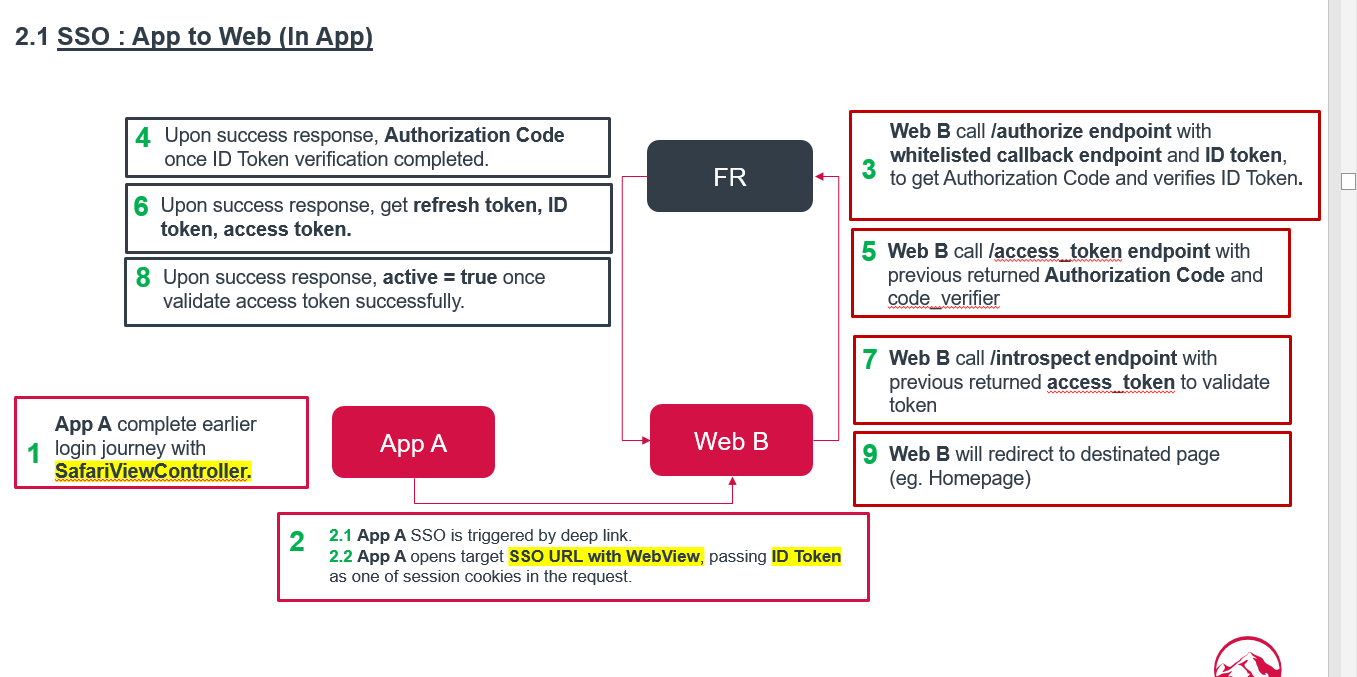 2.1 SSO : App to Web (In App)
4 Upon success response, Authorization Code
once ID Token verification completed.
6 Upon success response, get refresh token, ID
token, access token.
8 Upon success response, active = true once
validate access token successfully.
FR
Web B call /authorize endpoint with
whitelisted callback endpoint and ID token,
3 to get Authorization Code and verifies ID Token.
5 Web B call /access_token endpoint with
previous returned Authorization Code and
code_verifier
7 Web B call /introspect endpoint with
previous returned access_token to validate
token
9 Web B will redirect to destinated page
(eg. Homepage)
App A complete earlier
1 login journey with
SafariViewController.
App A
Web B
2 2.1 App A SSO is triggered by deep link.
2.2 App A opens target SSO URL with WebView, passing ID Token
as one of session cookies in the request.